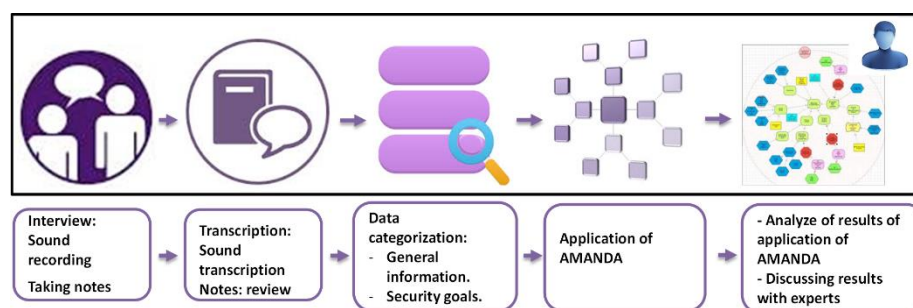 Interview:
Sound
recording
Taking notes
Transcription:
Sound
transcription
Notes: review
Data
categorization:
- General
information.
- Security goals.
Application of
AMANDA
- Analyze of results of
application of
AMANDA
- Discussing results
with experts